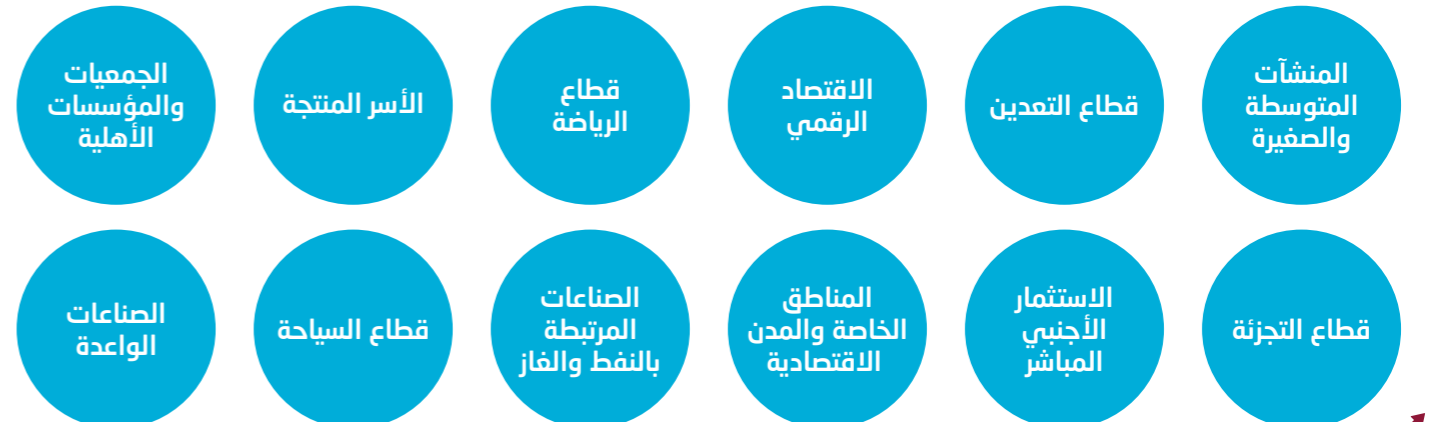 المنشآت
المتوسطة
والصغيرة
قطاع التعدين
الاقتصاد
الرقمي
قطاع
الرياضة
الأسر المنتجة
الجمعيات
والمؤسسات
الأهلية
قطاع التجزئة
الاستثمار
الأجنبي
المباشر
المناطق
الخاصة والمدن
الاقتصادية
الصناعات
المرتبطة
بالنفط والغاز
قطاع السياحة
الصناعات
الواعدة